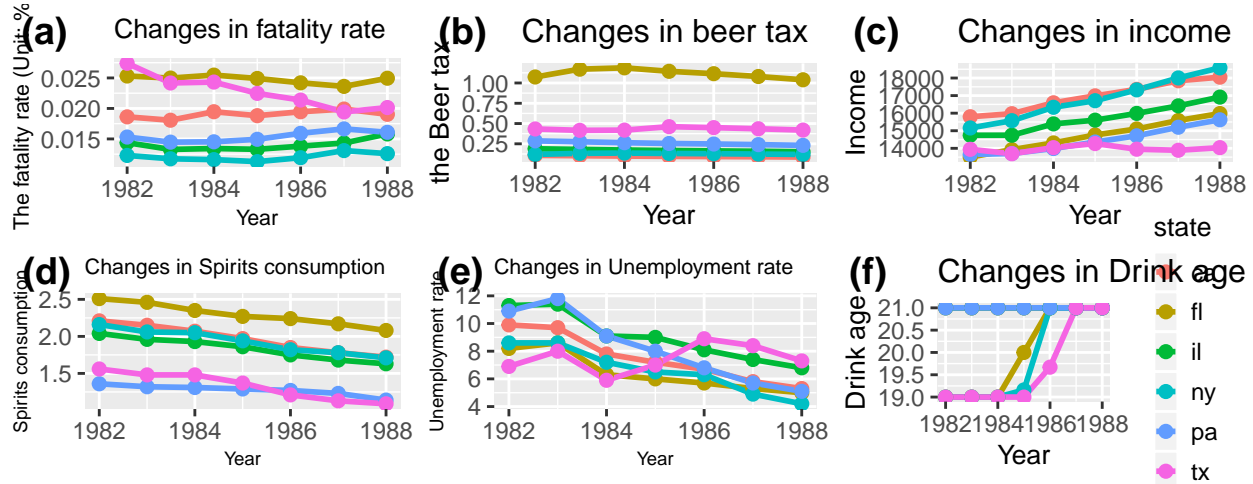 (a) Changes in fatality rate
The fatality rate (Unit: %
0.025
0.020
0.015
1982 1984 1986 1988
Year
(b) Changes in beer tax
the Beer tax
1.00
0.75
0.50
0.25
1982 1984 1986 1988
Year
(c) Changes in income
Income
18000
16000
15000
14000
1982 1984 1986 1988
Year
(d) Changes in Spirits consumption
Spirits consumption
2.5
2.0
1.5
1982 1984 1986 1988
Year
(e) Changes in Unemployment rate
Unemployment rate
12
10
8
6
4
1982 1984 1986 1988
Year
(f) Changes in Drink age
Drink age
21.0
20.5
20.0
19.5
19.0
1982 1984 1986 1988
Year
state
ca
fl
il
ny
pa
tx